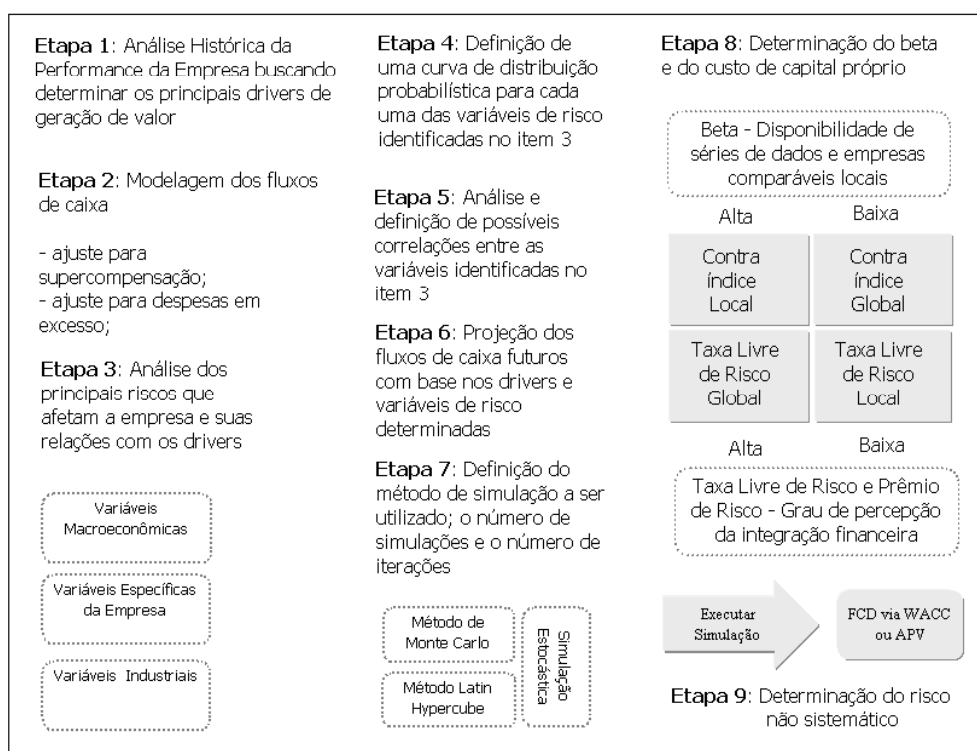 Etapa 1: Análise Histórica da
Performance da Empresa buscando
determinar os principais drivers de
geração de valor
Etapa 2: Modelagem dos fluxos
de caixa
- ajuste para
supercompensação;
- ajuste para despesas em
excesso;
Etapa 3: Análise dos
principais riscos que
afetam a empresa e suas
relações com os drivers
Variáveis
Macroeconômicas
Variáveis Específicas
da Empresa
Variáveis Industriais
Etapa 4: Definição de
uma curva de distribuição
probabilística para cada
uma das variáveis de risco
identificadas no item 3
Etapa 5: Análise e
definição de possíveis
correlações entre as
variáveis identificadas no
item 3
Etapa 6: Projeção dos
fluxos de caixa futuros
com base nos drivers e
variáveis de risco
determinadas
Etapa 7: Definição do
método de simulação a ser
utilizado; o número de
simulações e o número de
iterações
Método de
Monte Carlo
Método Latin
Hypercube
Simulação
Estocástica
Etapa 8: Determinação do beta
e do custo de capital próprio
Beta - Disponibilidade de
séries de dados e empresas
comparáveis locais
Alta Baixa
Contra
índice
Local
Contra
índice
Global
Taxa Livre
de Risco
Global
Taxa Livre
de Risco
Local
Alta Baixa
Taxa Livre de Risco e Prêmio
de Risco - Grau de percepção
da integração financeira
Executar
Simulação
FCD via WACC
ou APV
Etapa 9: Determinação do risco
não sistemático